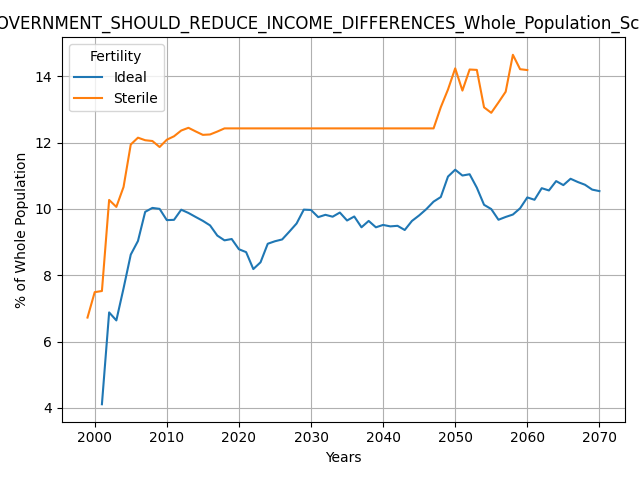 OVERNMENT_SHOULD_REDUCE_INCOME_DIFFERENCES_Whole_Population_Sc
Fertility
Ideal
Sterile
% of Whole Population
14
12
10
8
6
4
2000 2010 2020 2030 2040 2050 2060 2070
Years